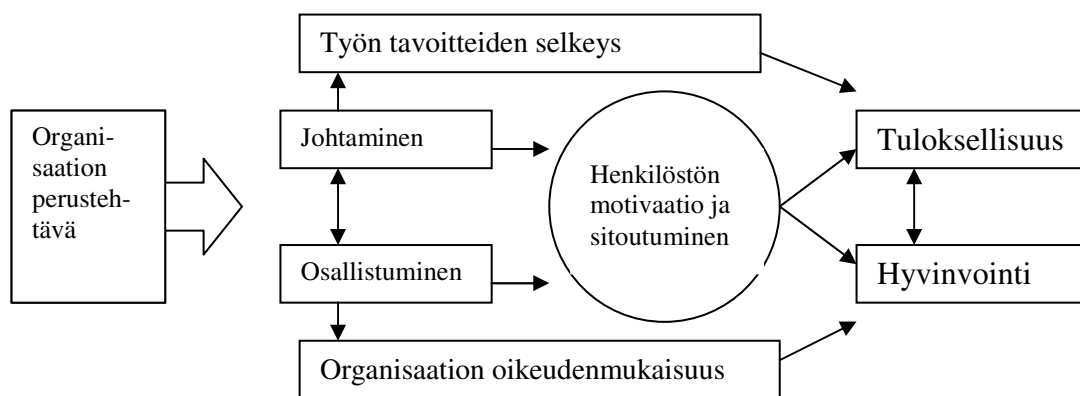 Työn tavoitteiden selkeys
Organi-
saation
perusteh-
tävä
Johtaminen
Osallistuminen
Henkilöstön
motivaatio ja
sitoutuminen
Tuloksellisuus
Hyvinvointi
Organisaation oikeudenmukaisuus